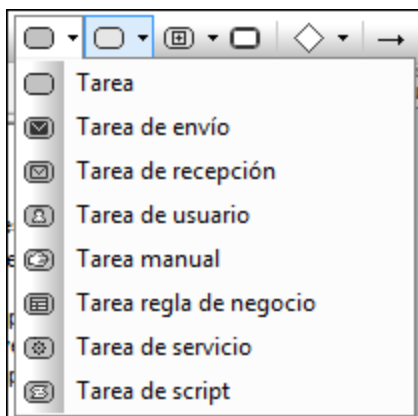 Tarea
Tarea de envío
Tarea de recepción
Tarea de usuario
Tarea manual
Tarea regla de negocio
Tarea de servicio
Tarea de script